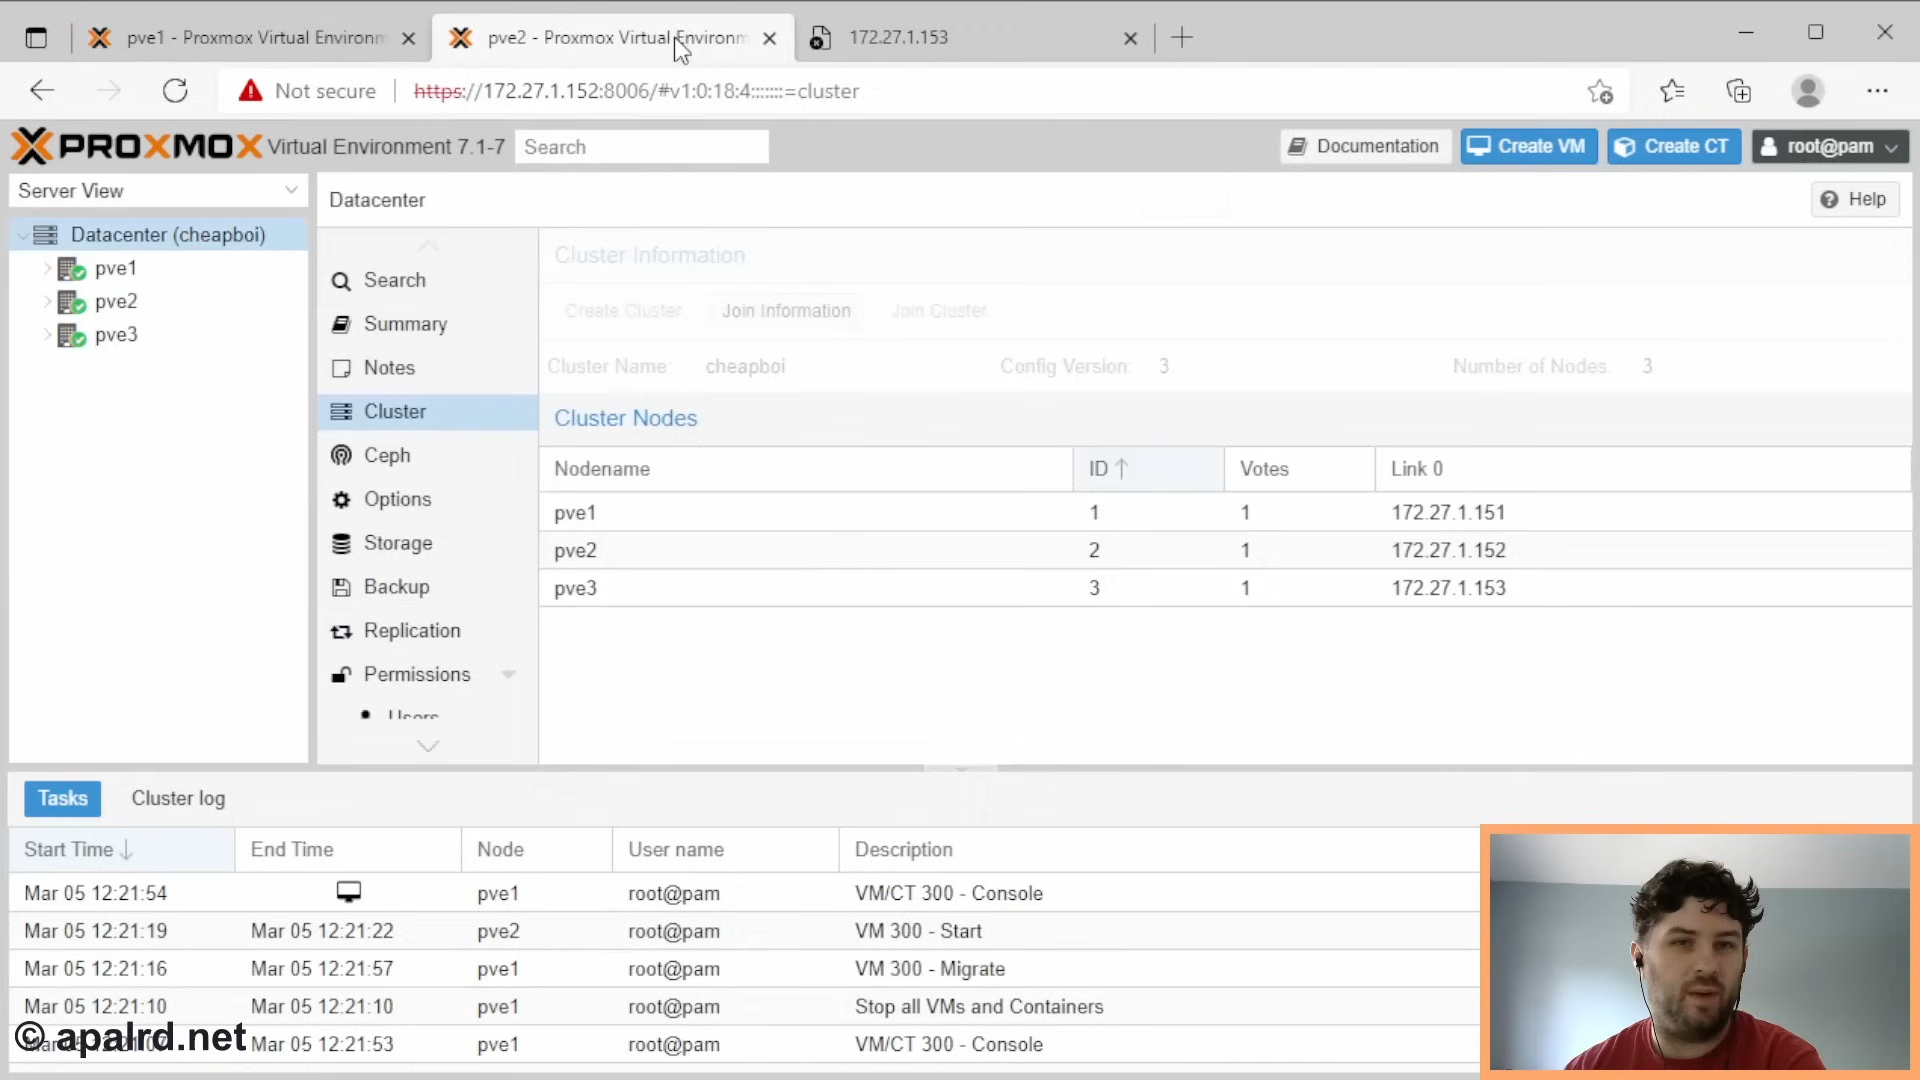 pve1 - Proxmox Virtual Environm
pve2 - Proxmox Virtual Environm
172.27.1.153
Not secure
https://172.27.1.152:8006/#v1:0:18:4:::::::=cluster
PROXMOX Virtual Environment 7.1-7
Search
Documentation
Create VM
Create CT
root@pam
Server View
Datacenter
Help
Datacenter (cheapboi)
pve1
pve2
pve3
Search
Summary
Notes
Cluster
Ceph
Options
Storage
Backup
Replication
Permissions
Users
Cluster Information
Create Cluster
Join Information
Join Cluster
Cluster Name: cheapboi
Config Version: 3
Number of Nodes: 3
Cluster Nodes
Nodename ID Votes Link 0
pve1 1 1 172.27.1.151
pve2 2 1 172.27.1.152
pve3 3 1 172.27.1.153
Tasks
Cluster log
Start Time End Time Node User name Description
Mar 05 12:21:54 pve1 root@pam VM/CT 300 - Console
Mar 05 12:21:19 Mar 05 12:21:22 pve2 root@pam VM 300 - Start
Mar 05 12:21:16 Mar 05 12:21:57 pve1 root@pam VM 300 - Migrate
Mar 05 12:21:10 Mar 05 12:21:10 pve1 root@pam Stop all VMs and Containers
Mar 05 12:21:53 pve1 root@pam VM/CT 300 - Console
© apalrd.net